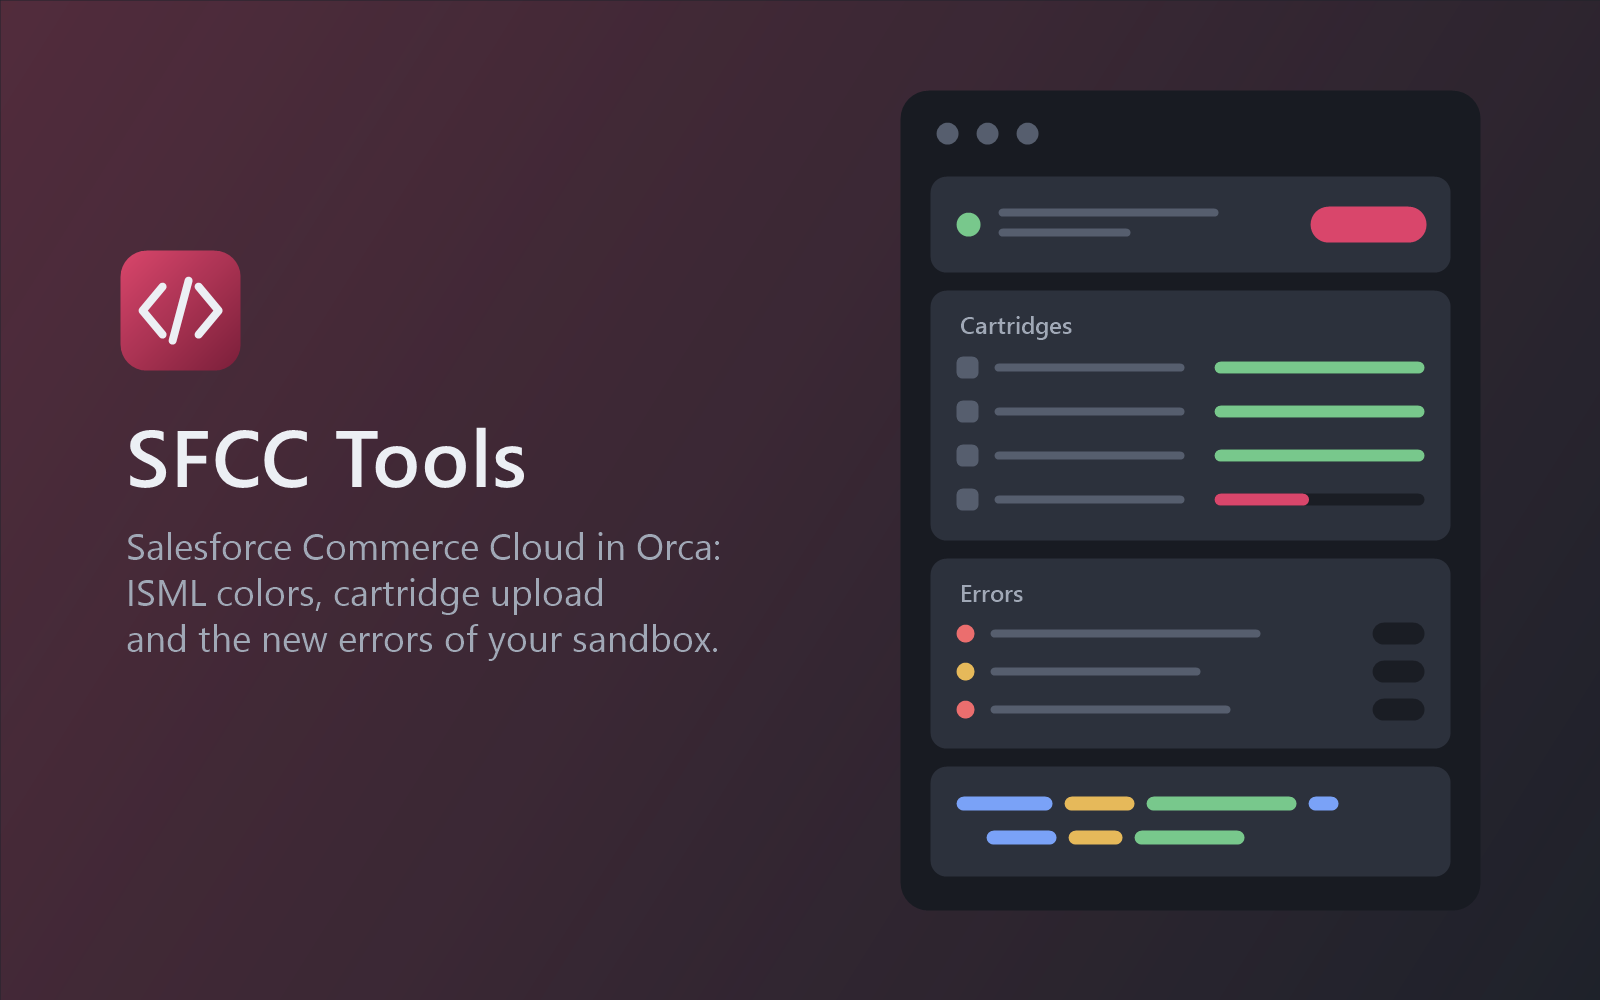 </>
SFCC Tools
Salesforce Commerce Cloud in Orca:
ISML colors, cartridge upload
and the new errors of your sandbox.
Cartridges
Errors